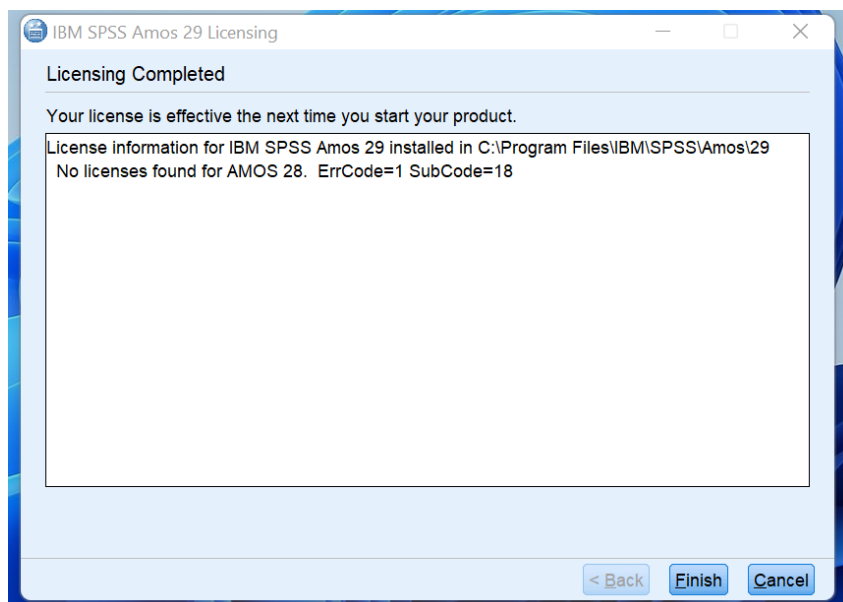 IBM SPSS Amos 29 Licensing
Licensing Completed
Your license is effective the next time you start your product.
License information for IBM SPSS Amos 29 installed in C:\Program Files\IBM\SPSS\Amos\29
No licenses found for AMOS 28.  ErrCode=1 SubCode=18
< Back Finish Cancel